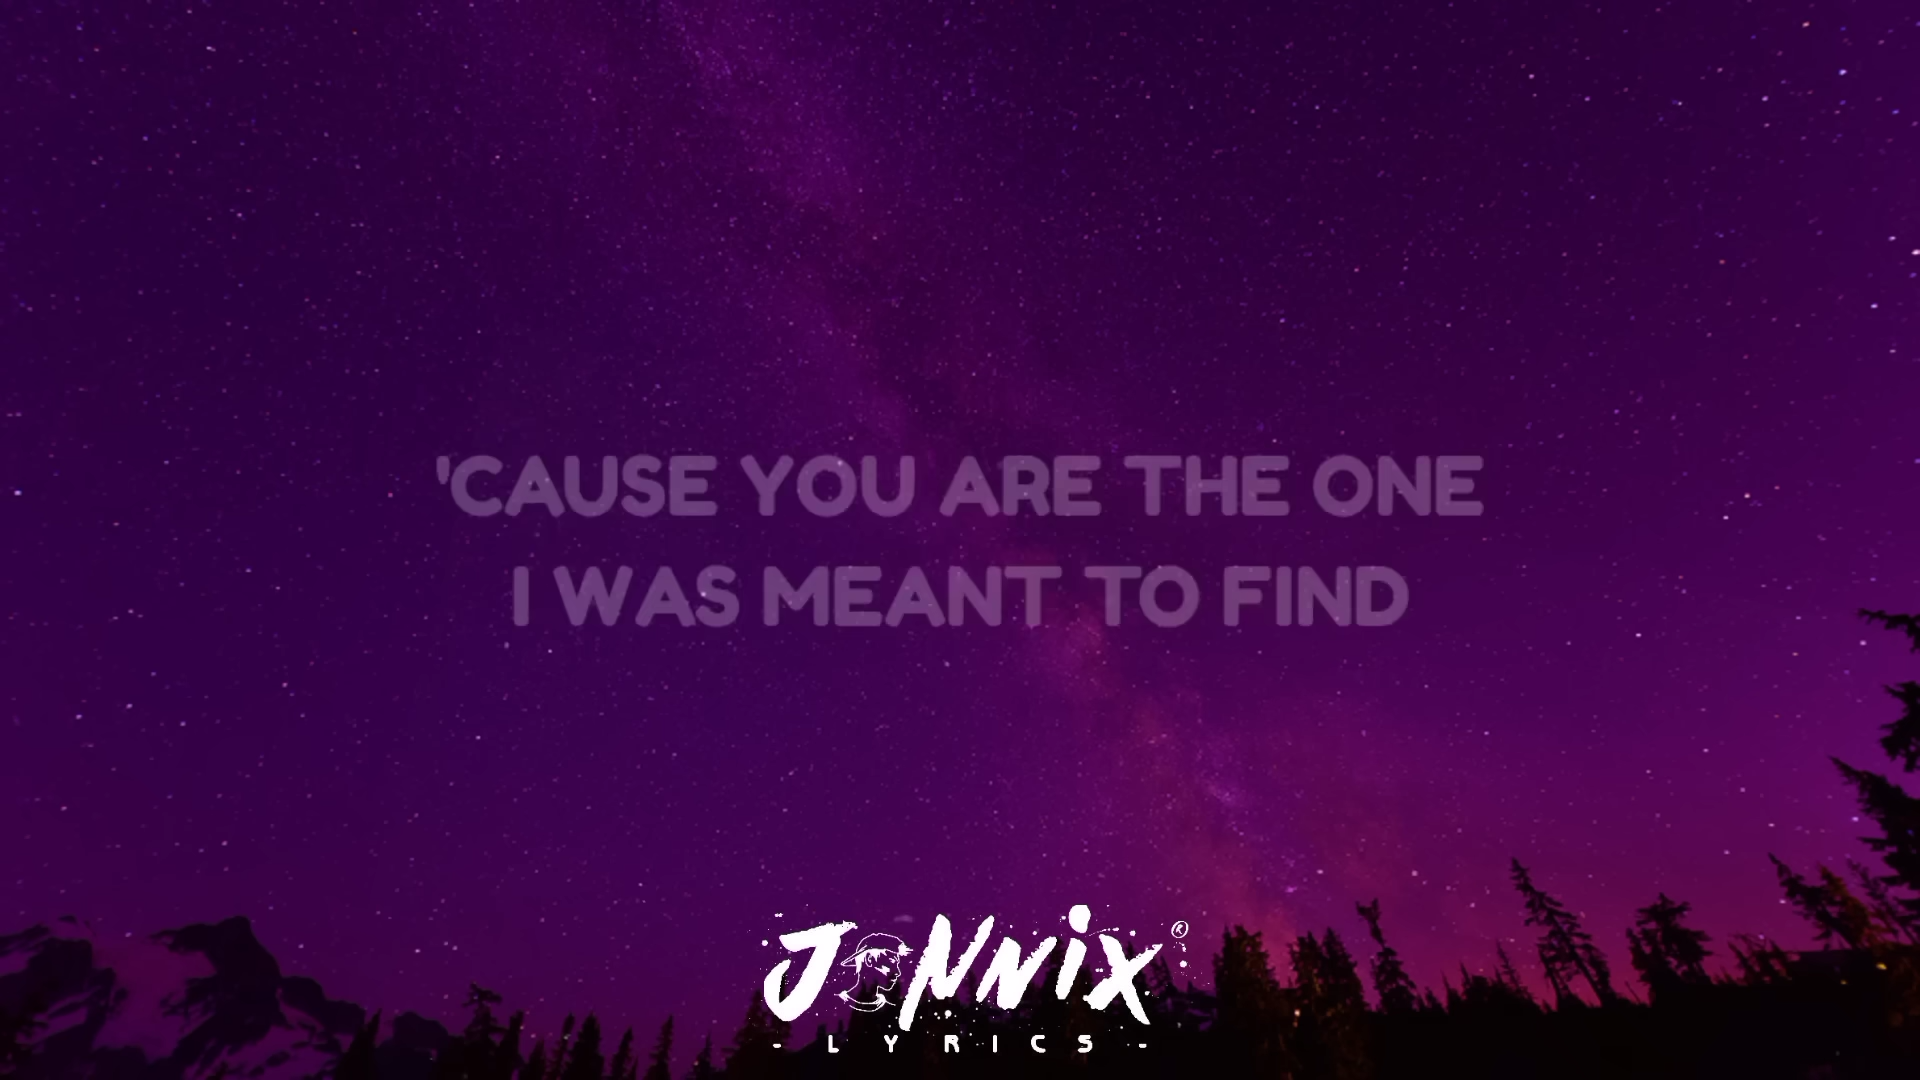 'CAUSE YOU ARE THE ONE
I WAS MEANT TO FIND
JONNIX®
- LYRICS -